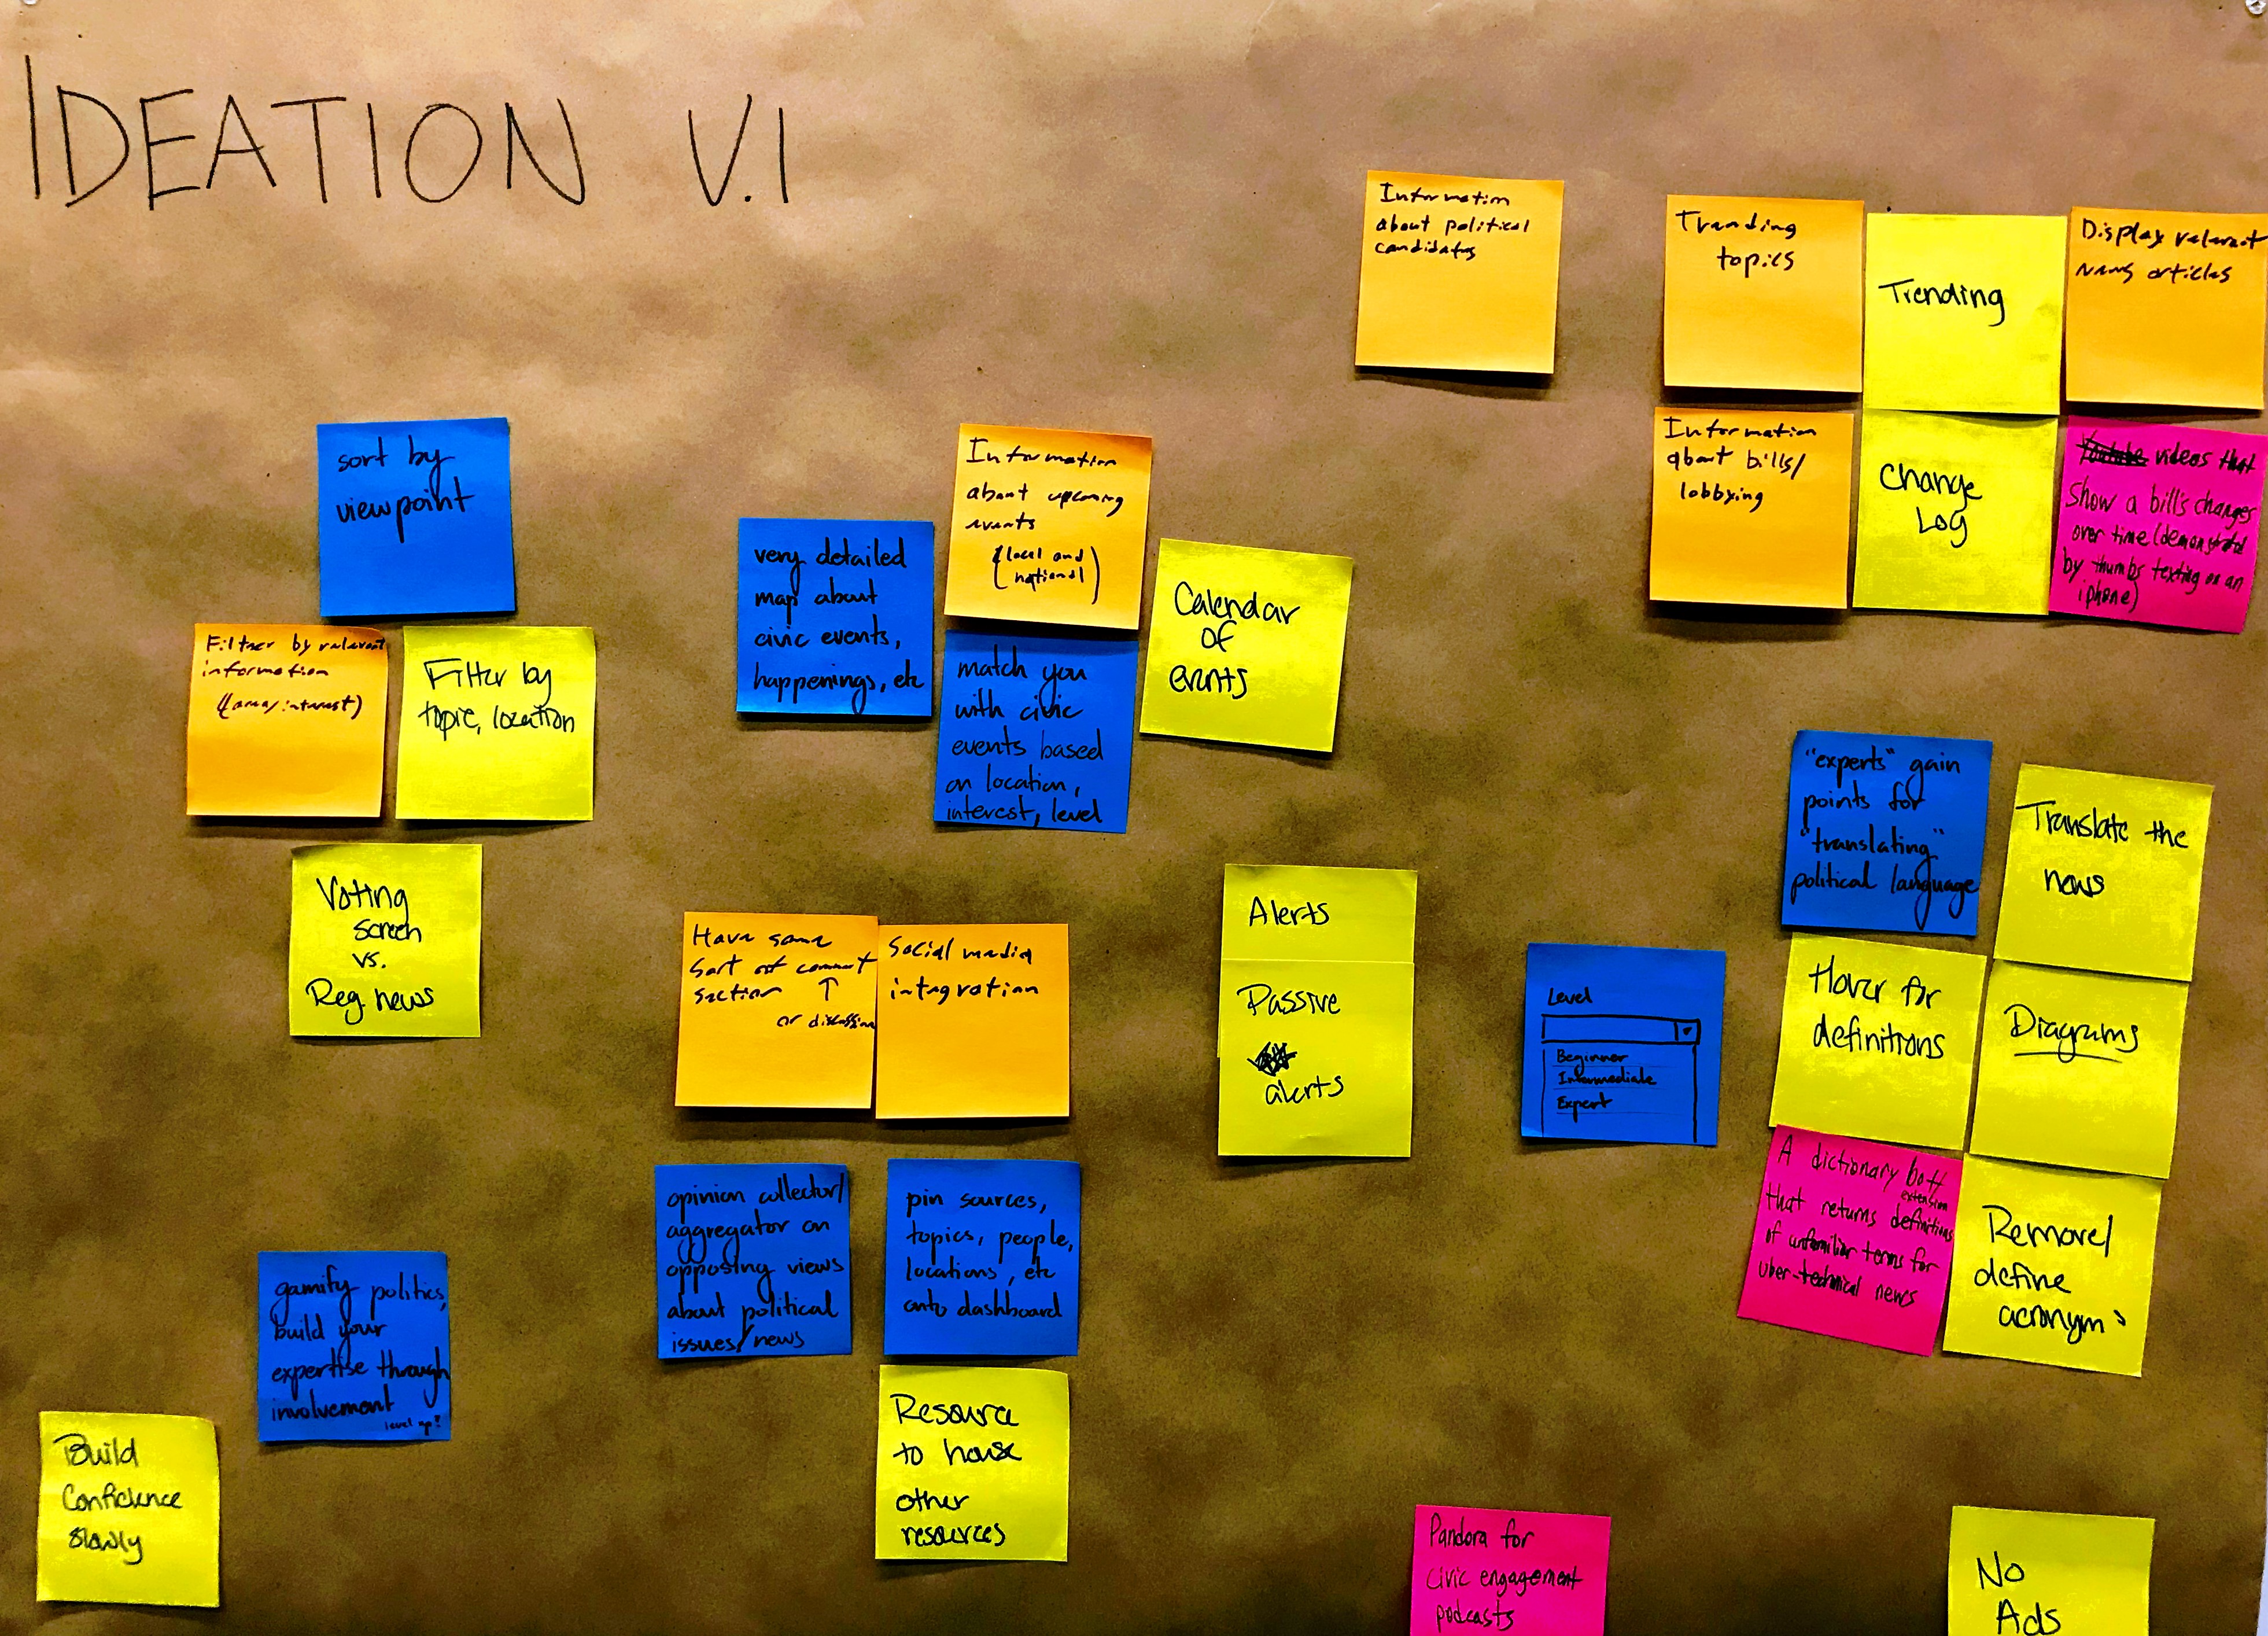 IDEATION V.1
Information
about political
candidates
Trending
topics
Trending
Display relevant
news articles
Information
about bills/
lobbying
Change
Log
Youtube videos that
show a bill's changes
over time (demonstrated
by thumbs texting on an
iphone)
sort by
viewpoint
Filter by relevant
information
(area/interest)
Filter by
topic, location
Voting
screen
vs.
Reg. news
very detailed
map about
civic events,
happenings, etc
Information
about upcoming
events
(local and
national)
match you
with civic
events based
on location,
interest, level
Calendar
of
events
Have some
sort of comment
section ↑
or discussion
Social media
integration
Alerts
Passive
alerts
Level
Beginner
Intermediate
Expert
"experts" gain
points for
"translating"
political language
Translate the
news
Hover for
definitions
Diagrams
A dictionary bot/
extension
that returns definitions
of unfamiliar terms for
uber-technical news
Remove/
define
acronyms
opinion collector/
aggregator on
opposing views
about political
issues/news
pin sources,
topics, people,
locations, etc
onto dashboard
Resource
to house
other
resources
gamify politics,
build your
expertise through
involvement
level up!
Build
Confidence
Slowly
Pandora for
civic engagement
podcasts
No
Ads